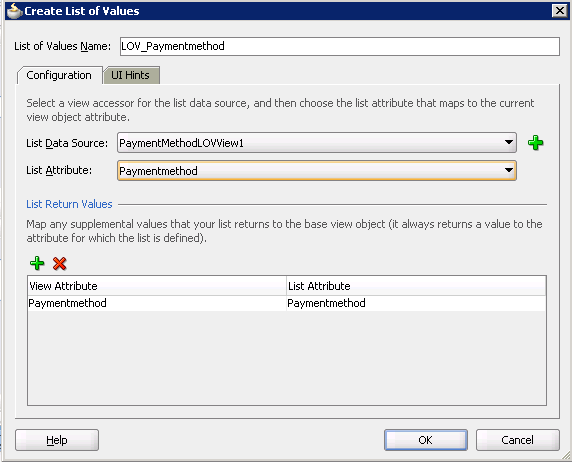 Create List of Values
List of Values Name: LOV_Paymentmethod
Configuration UI Hints
Select a view accessor for the list data source, and then choose the list attribute that maps to the current
view object attribute.
List Data Source: PaymentMethodLOVView1
List Attribute: Paymentmethod
List Return Values
Map any supplemental values that your list returns to the base view object (it always returns a value to the
attribute for which the list is defined).
View Attribute List Attribute
Paymentmethod Paymentmethod
Help OK Cancel